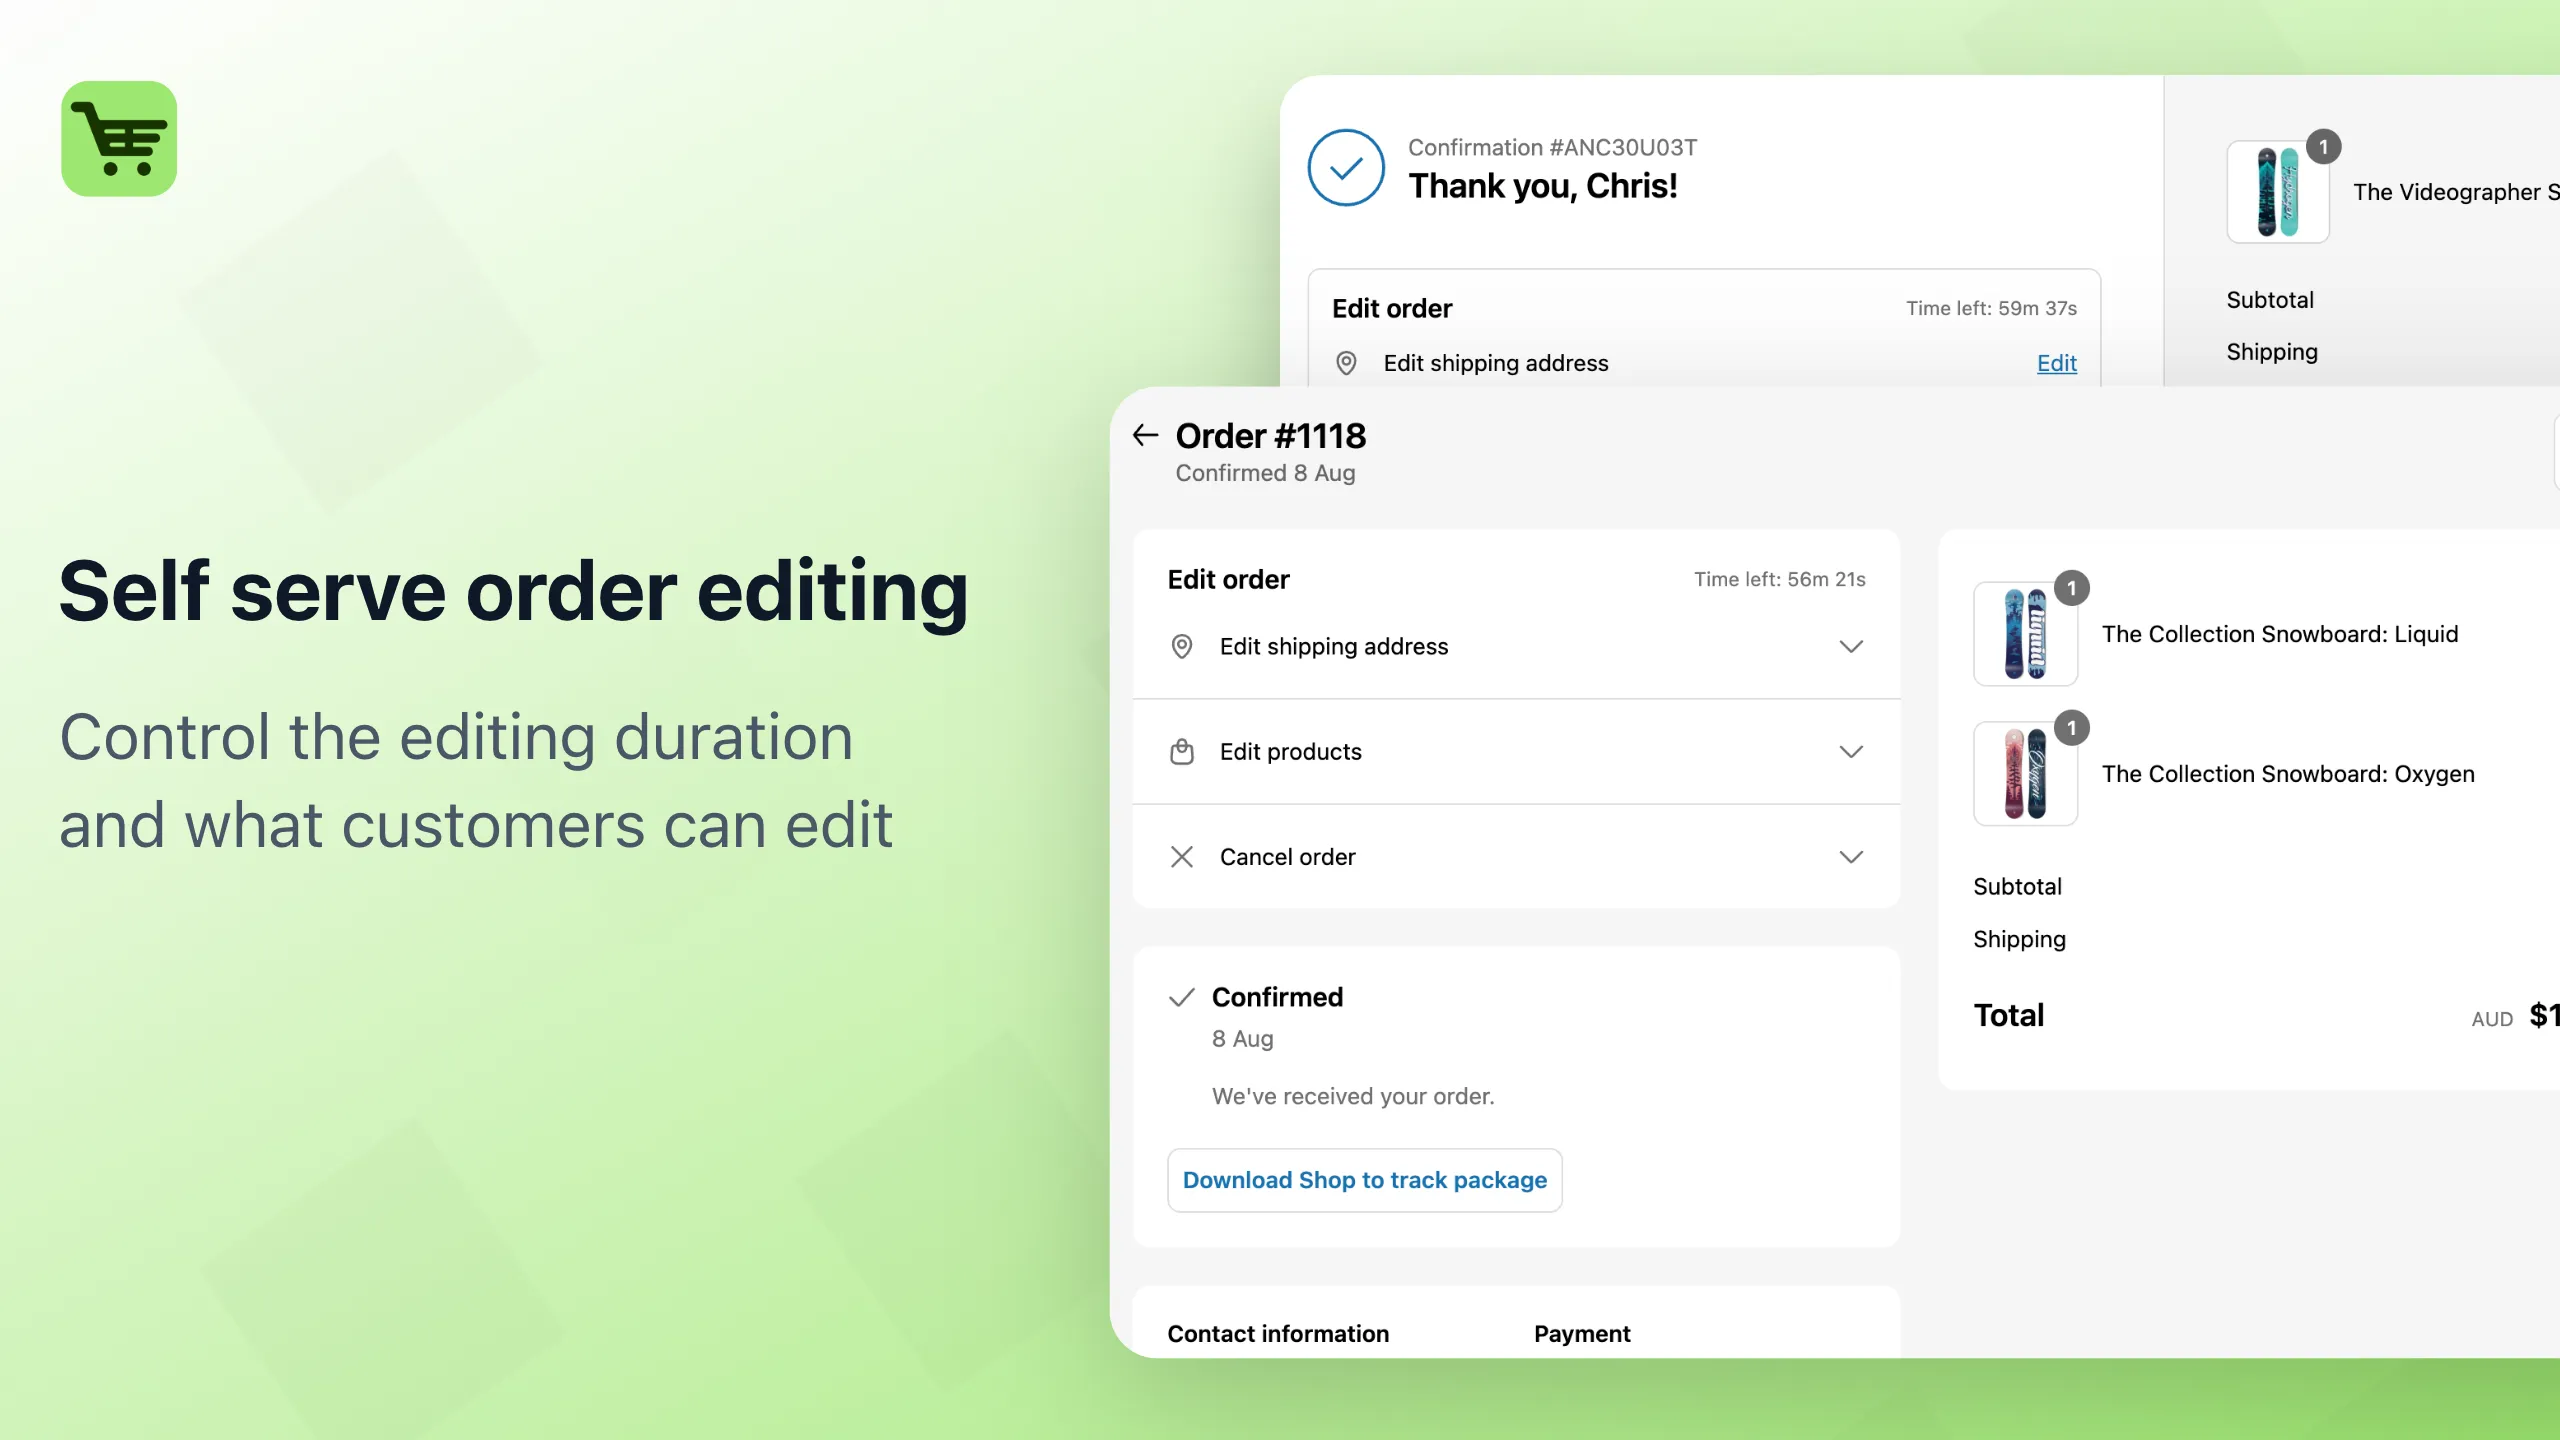 Self serve order editing
Control the editing duration
and what customers can edit
Confirmation #ANC30U03T
Thank you, Chris!
Edit order
Time left: 59m 37s
Edit shipping address
Edit
1
The Videographer S
Subtotal
Shipping
Order #1118
Confirmed 8 Aug
Edit order
Time left: 56m 21s
Edit shipping address
Edit products
Cancel order
Confirmed
8 Aug
We've received your order.
Download Shop to track package
Contact information
Payment
1
liquid
The Collection Snowboard: Liquid
1
Oxygen
The Collection Snowboard: Oxygen
Subtotal
Shipping
Total
AUD $1